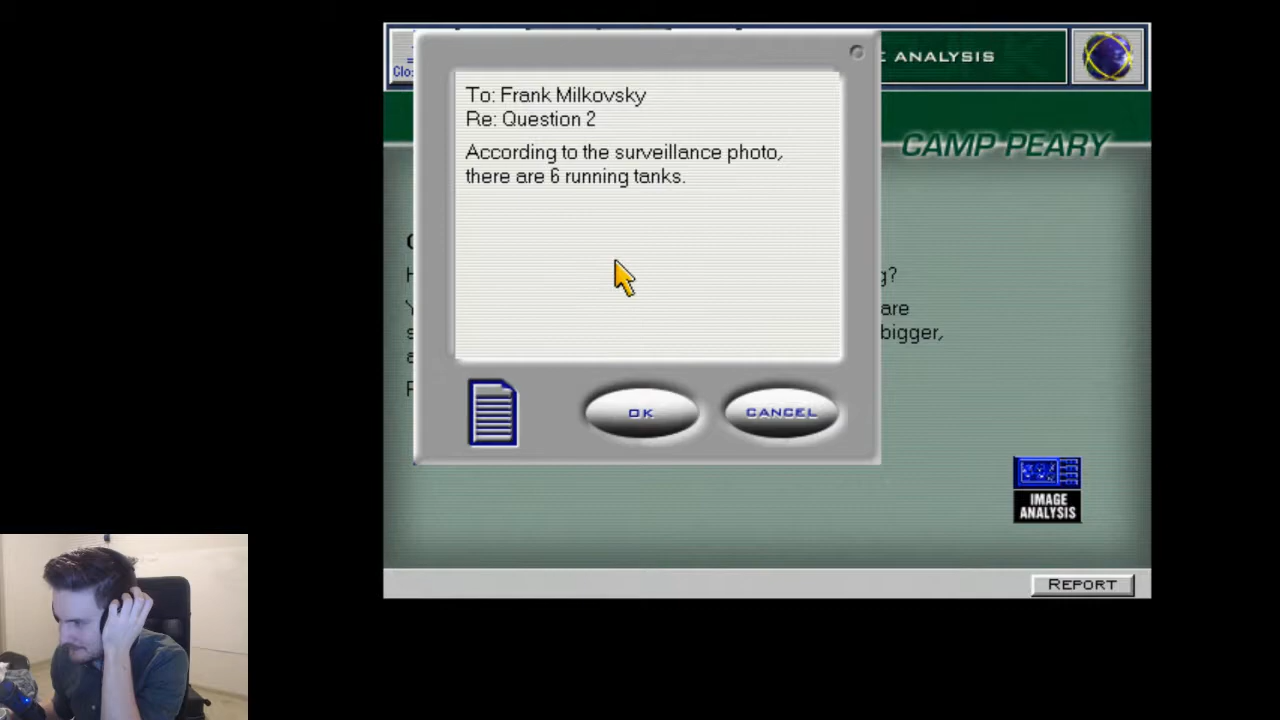 Glo
E ANALYSIS
To: Frank Milkovsky
Re: Question 2
CAMP PEARY
According to the surveillance photo,
there are 6 running tanks.
g?
are
bigger,
OK
CANCEL
IMAGE
ANALYSIS
REPORT